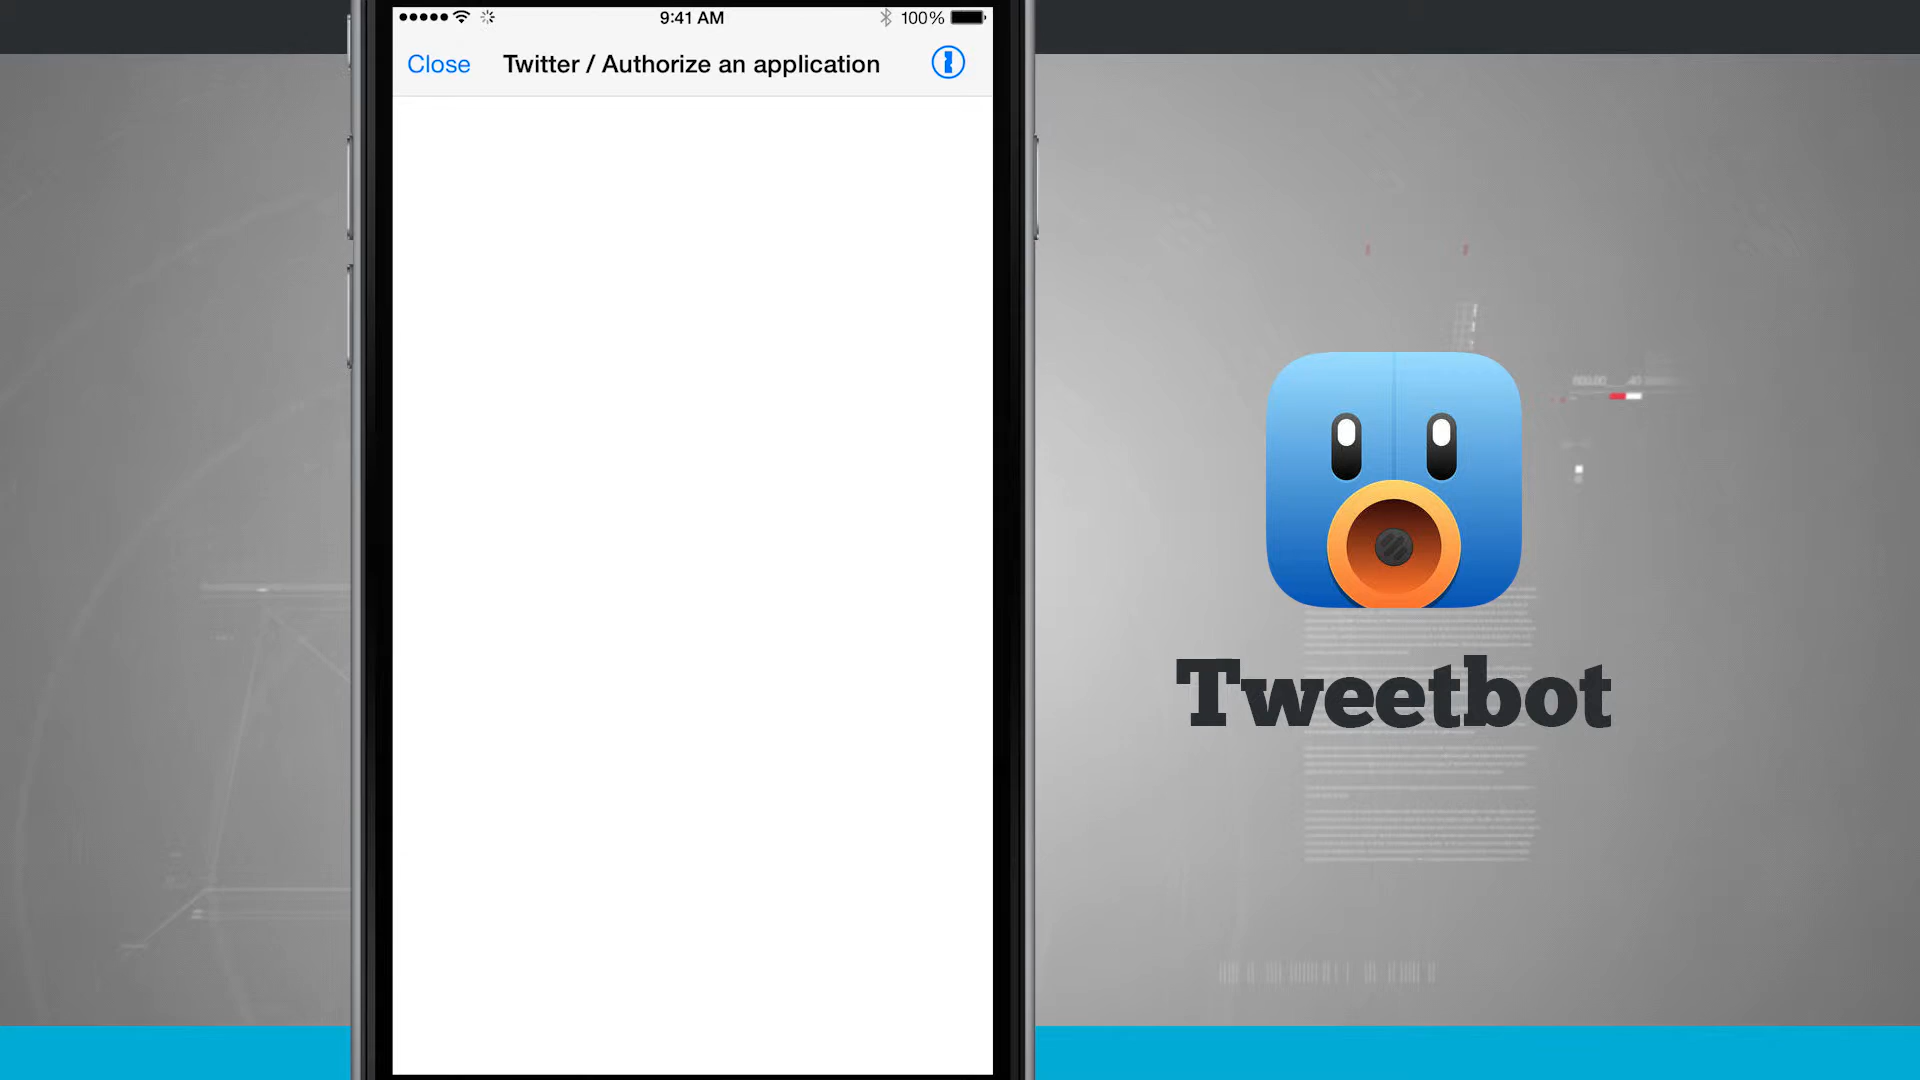 9:41 AM
100%
Close
Twitter / Authorize an application
Tweetbot